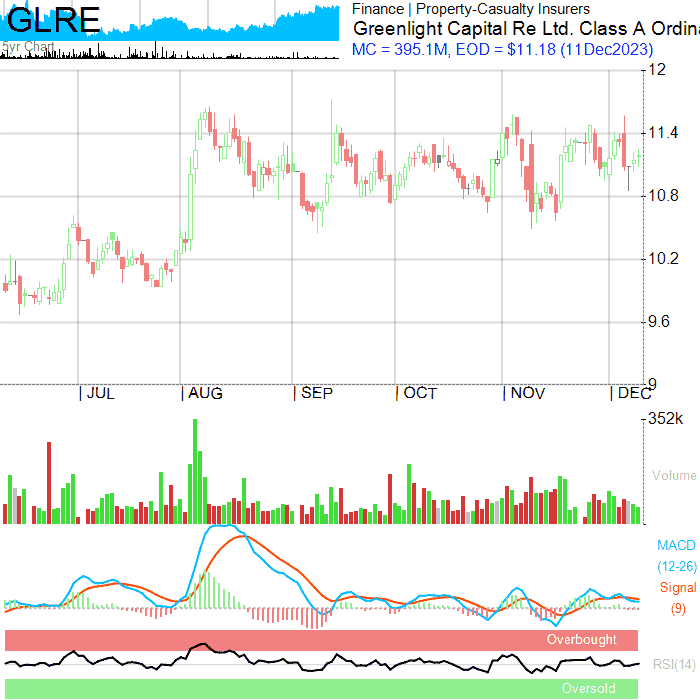 GLRE
Finance | Property-Casualty Insurers
Greenlight Capital Re Ltd. Class A Ordina
MC = 395.1M, EOD = $11.18 (11Dec2023)
5yr Chart
12
11.4
10.8
10.2
9.6
9
JUL
AUG
SEP
OCT
NOV
DEC
352k
Volume
MACD
(12-26)
Signal
(9)
Overbought
RSI(14)
Oversold